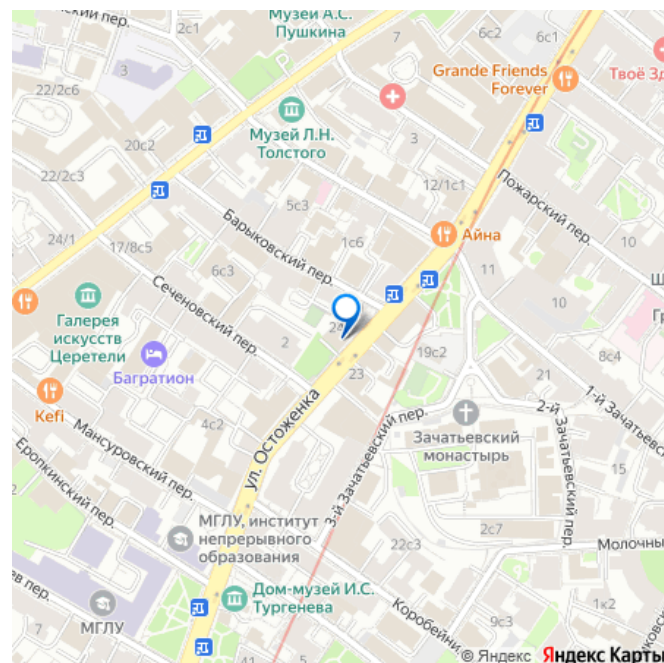 Музей А.С.
Пушкина
пер.
2с1
7
6с2
6с1
Grande Friends
Forever
Твоё Зд
3
22/2с6
Музей Л.Н.
Толстого
3
20с2
12/1с1
Пожарский пер.
22/2с3
5с3
Айна
10
Барыковский пер.
1с6
24/1
17/8с5
6с3
11
Сеченовский пер.
10
Галерея
искусств
Церетели
2
19с2
8с4
Багратион
23
21
1-й Зачатьевский
Kefi
ул. Остоженка
3-й Зачатьевский пер.
2-й Зачатьевский пер.
4с2
Зачатьевский
монастырь
Мансуровский пер.
15
Еропкинский пер.
МГЛУ, институт
непрерывного
образования
2с7
22с3
Молочны
Дом-музей И.С.
Тургенева
МГЛУ
Коробейни
1к2
9с1
© Яндекс Яндекс Карты